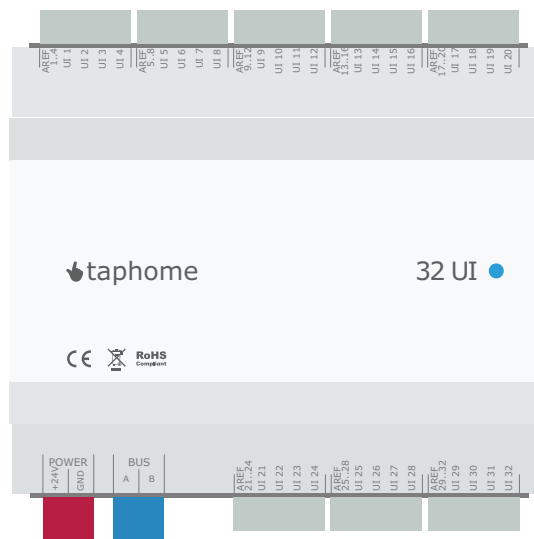 AREF 1..4 UI 1 UI 2 UI 3 UI 4 AREF 5..8 UI 5 UI 6 UI 7 UI 8 AREF 9..12 UI 9 UI 10 UI 11 UI 12 AREF 13..16 UI 13 UI 14 UI 15 UI 16 AREF 17..20 UI 17 UI 18 UI 19 UI 20
taphome 32 UI
CE RoHS
Compliant
POWER BUS
+24V GND A B AREF 21..24 UI 21 UI 22 UI 23 UI 24 AREF 25..28 UI 25 UI 26 UI 27 UI 28 AREF 29..32 UI 29 UI 30 UI 31 UI 32